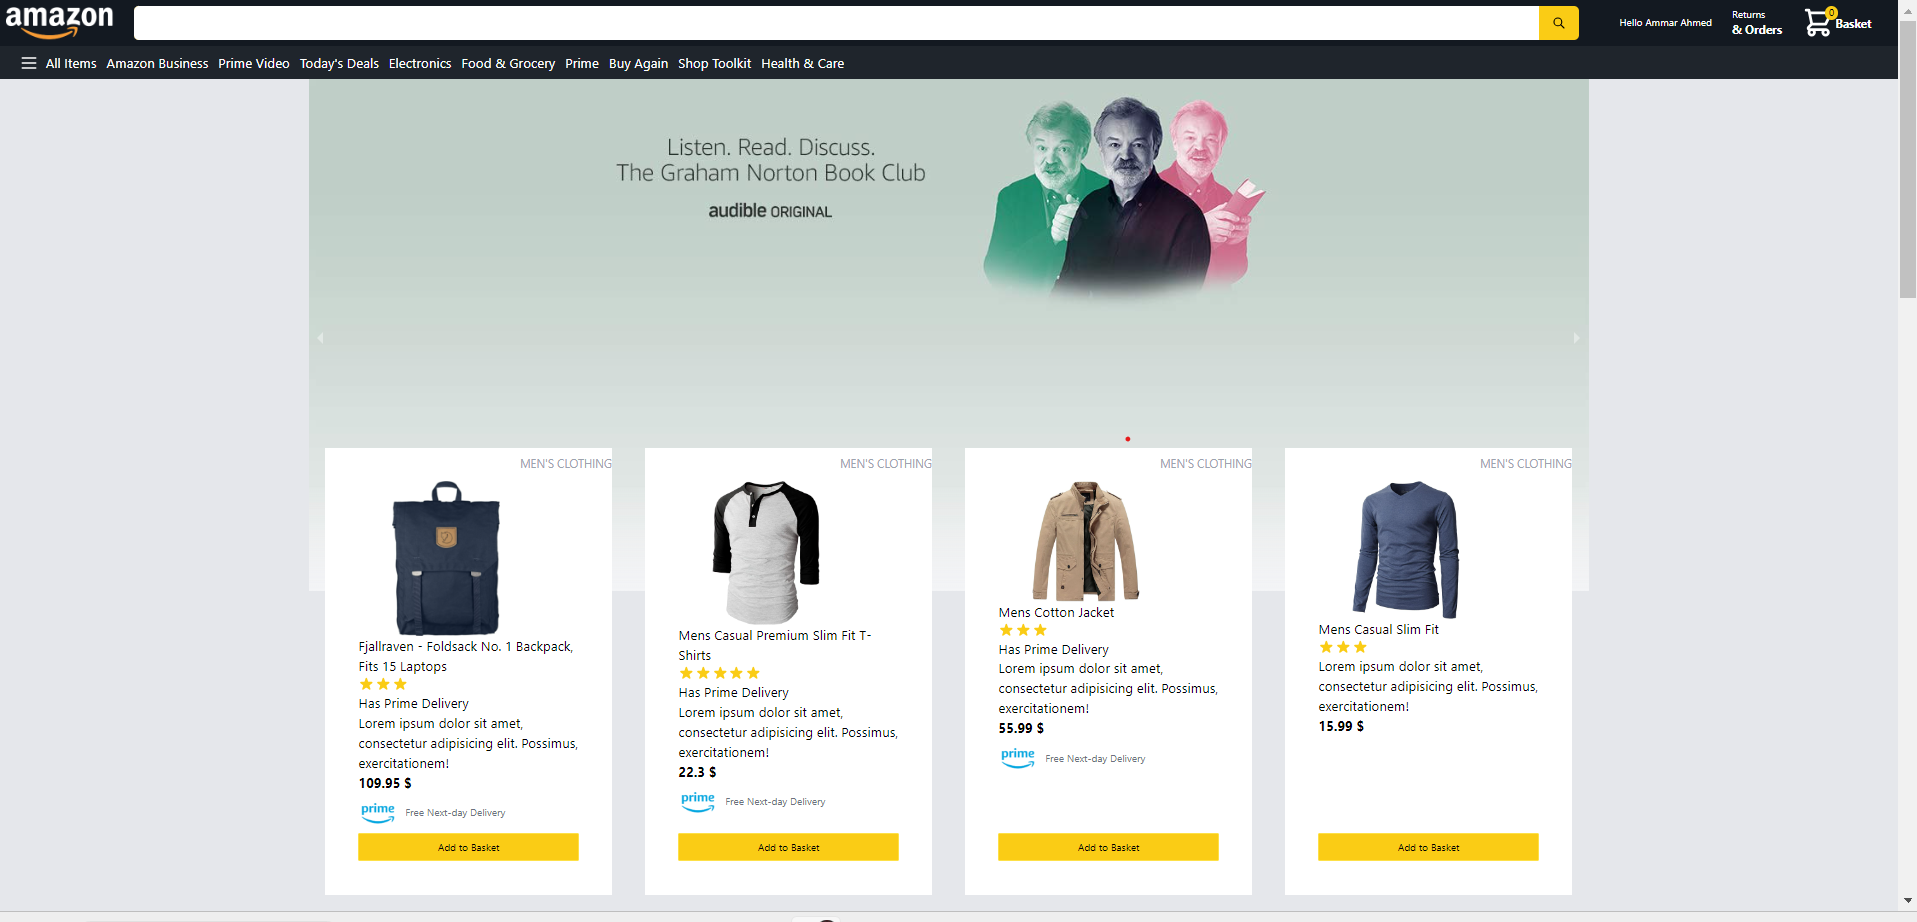 amazon
Hello Ammar Ahmed
Returns
& Orders
0
Basket
All Items Amazon Business Prime Video Today's Deals Electronics Food & Grocery Prime Buy Again Shop Toolkit Health & Care
Listen. Read. Discuss.
The Graham Norton Book Club
audible ORIGINAL
MEN'S CLOTHING
Fjallraven - Foldsack No. 1 Backpack,
Fits 15 Laptops
Has Prime Delivery
Lorem ipsum dolor sit amet,
consectetur adipisicing elit. Possimus,
exercitationem!
109.95 $
prime Free Next-day Delivery
Add to Basket
MEN'S CLOTHING
Mens Casual Premium Slim Fit T-
Shirts
Has Prime Delivery
Lorem ipsum dolor sit amet,
consectetur adipisicing elit. Possimus,
exercitationem!
22.3 $
prime Free Next-day Delivery
Add to Basket
MEN'S CLOTHING
Mens Cotton Jacket
Has Prime Delivery
Lorem ipsum dolor sit amet,
consectetur adipisicing elit. Possimus,
exercitationem!
55.99 $
prime Free Next-day Delivery
Add to Basket
MEN'S CLOTHING
Mens Casual Slim Fit
Lorem ipsum dolor sit amet,
consectetur adipisicing elit. Possimus,
exercitationem!
15.99 $
Add to Basket